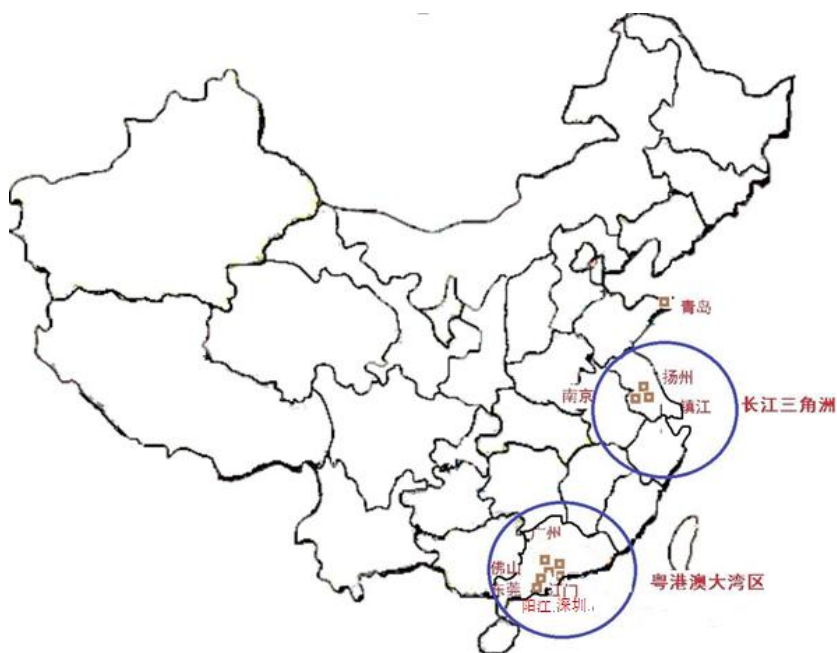 青岛
扬州
南京
镇江
长江三角洲
广州
佛山
东莞 江门
阳江 深圳
粤港澳大湾区